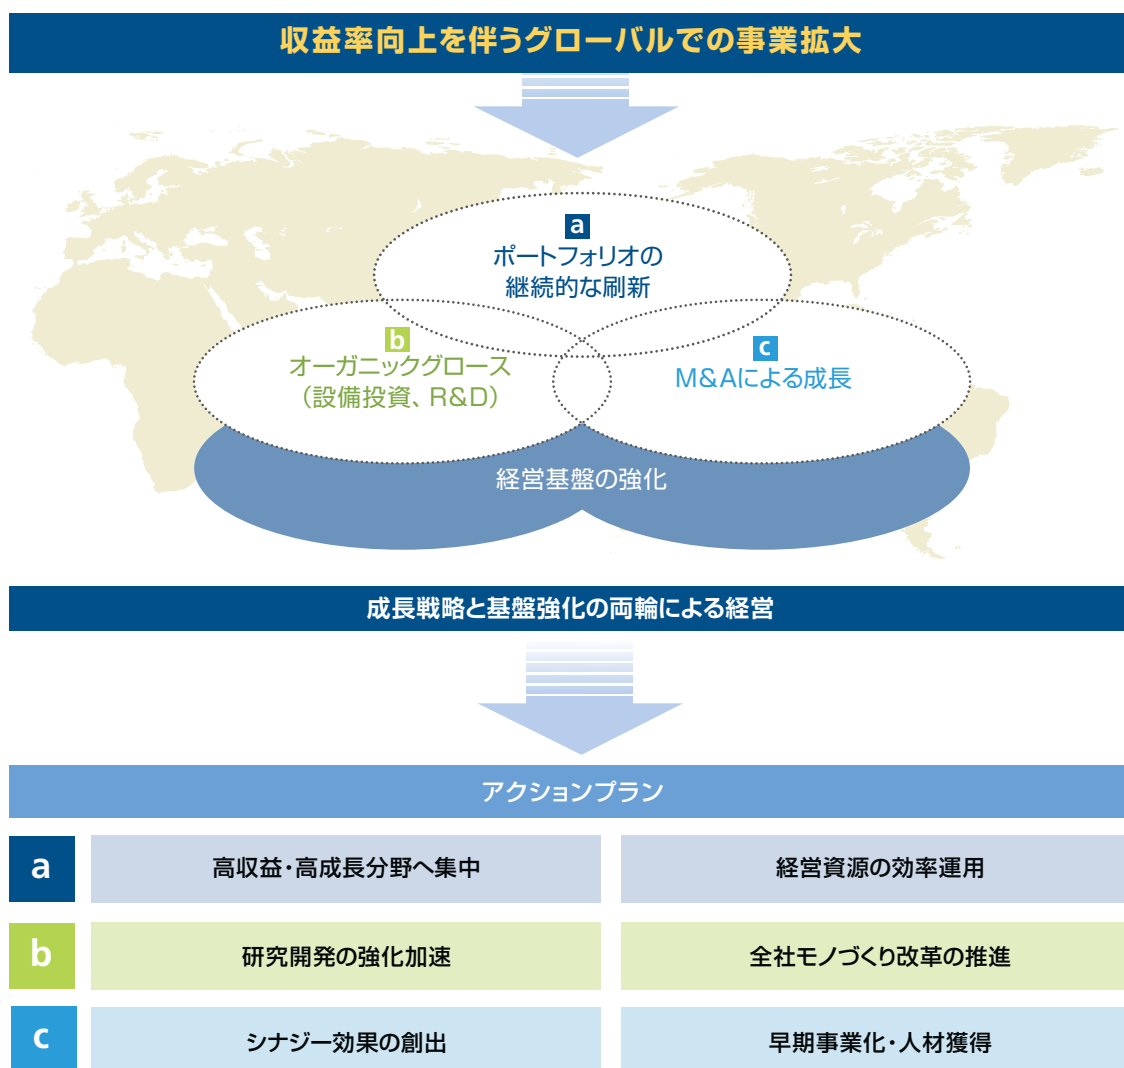 収益率向上を伴うグローバルでの事業拡大
a
ポートフォリオの
継続的な刷新
b
オーガニックグロース
（設備投資、R&D）
c
M&Aによる成長
経営基盤の強化
成長戦略と基盤強化の両輪による経営
アクションプラン
a
高収益・高成長分野へ集中
経営資源の効率運用
b
研究開発の強化加速
全社モノづくり改革の推進
c
シナジー効果の創出
早期事業化・人材獲得